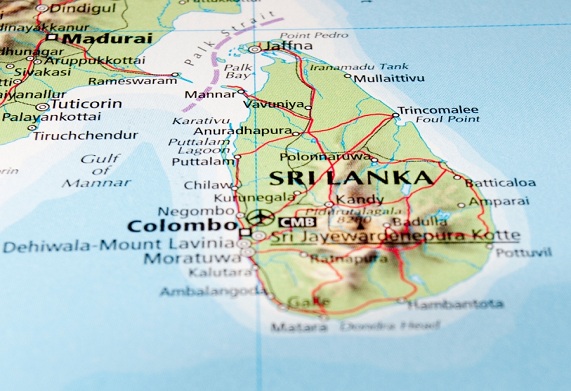 Dindigul
Madurai
Aruppukkottai
Sivakasi
Rameswaram
Tuticorin
Palayankottai
Tiruchchendur
Palk Strait
Point Pedro
Jaffna
Palk
Bay
Iranamadu Tank
Mullaittivu
Mannar
Vavuniya
Trincomalee
Foul Point
Karativu
Anuradhapura
Puttalam
Lagoon
Gulf
of
Mannar
Puttalam
Polonnaruwa
SRI LANKA
Batticaloa
Chilaw
Kurunegala
Kandy
Amparai
Negombo
Pidurutalagala
8200
CMB
Badulla
Colombo
Sri Jayewardenepura Kotte
Dehiwala-Mount Lavinia
Pottuvil
Moratuwa
Ratnapura
Kalutara
Ambalangoda
Galle
Hambantota
Matara
Dondra Head